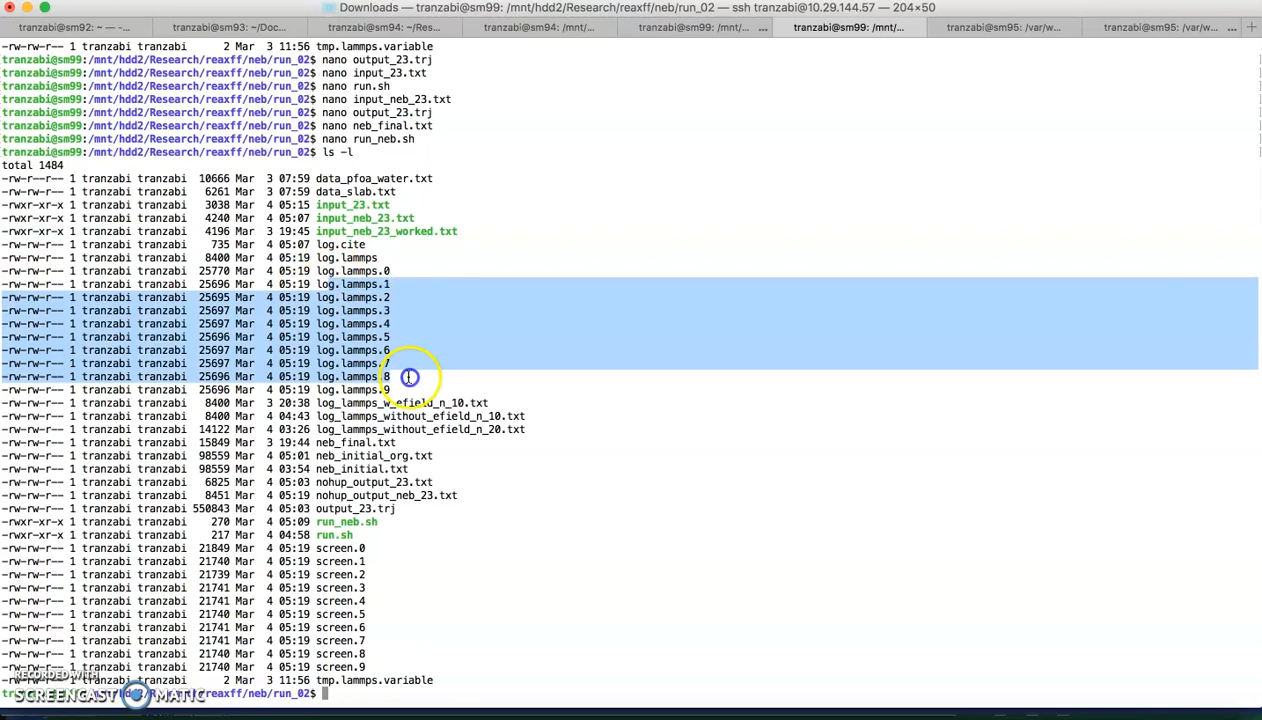 Downloads — tranzabi@sm99: /mnt/hdd2/Research/reaxff/neb/run_02 — ssh tranzabi@10.29.144.57 — 204×50
tranzabi@sm92: ~ — -... tranzabi@sm93: ~/Doc... tranzabi@sm94: ~/Res... tranzabi@sm94: /mnt/... tranzabi@sm99: /mnt/... ... tranzabi@sm99: /mnt/... tranzabi@sm95: /var/w... tranzabi@sm95: /var/w... ... +
-rw-rw-r-- 1 tranzabi tranzabi 2 Mar 3 11:56 tmp.lammps.variable
[tranzabi@sm99:/mnt/hdd2/Research/reaxff/neb/run_02$ nano output_23.trj
[tranzabi@sm99:/mnt/hdd2/Research/reaxff/neb/run_02$ nano input_23.txt
[tranzabi@sm99:/mnt/hdd2/Research/reaxff/neb/run_02$ nano run.sh
[tranzabi@sm99:/mnt/hdd2/Research/reaxff/neb/run_02$ nano input_neb_23.txt
[tranzabi@sm99:/mnt/hdd2/Research/reaxff/neb/run_02$ nano output_23.trj
[tranzabi@sm99:/mnt/hdd2/Research/reaxff/neb/run_02$ nano neb_final.txt
[tranzabi@sm99:/mnt/hdd2/Research/reaxff/neb/run_02$ nano run_neb.sh
[tranzabi@sm99:/mnt/hdd2/Research/reaxff/neb/run_02$ ls -l
total 1484
-rw-r--r-- 1 tranzabi tranzabi 10666 Mar 3 07:59 data_pfoa_water.txt
-rw-rw-r-- 1 tranzabi tranzabi 6261 Mar 3 07:59 data_slab.txt
-rwxr-xr-x 1 tranzabi tranzabi 3038 Mar 4 05:15 input_23.txt
-rwxr-xr-x 1 tranzabi tranzabi 4240 Mar 4 05:07 input_neb_23.txt
-rwxr-xr-x 1 tranzabi tranzabi 4196 Mar 3 19:45 input_neb_23_worked.txt
-rw-rw-r-- 1 tranzabi tranzabi 735 Mar 4 05:07 log.cite
-rw-rw-r-- 1 tranzabi tranzabi 8400 Mar 4 05:19 log.lammps
-rw-rw-r-- 1 tranzabi tranzabi 25770 Mar 4 05:19 log.lammps.0
-rw-rw-r-- 1 tranzabi tranzabi 25696 Mar 4 05:19 log.lammps.1
-rw-rw-r-- 1 tranzabi tranzabi 25695 Mar 4 05:19 log.lammps.2
-rw-rw-r-- 1 tranzabi tranzabi 25697 Mar 4 05:19 log.lammps.3
-rw-rw-r-- 1 tranzabi tranzabi 25697 Mar 4 05:19 log.lammps.4
-rw-rw-r-- 1 tranzabi tranzabi 25696 Mar 4 05:19 log.lammps.5
-rw-rw-r-- 1 tranzabi tranzabi 25697 Mar 4 05:19 log.lammps.6
-rw-rw-r-- 1 tranzabi tranzabi 25697 Mar 4 05:19 log.lammps.7
-rw-rw-r-- 1 tranzabi tranzabi 25696 Mar 4 05:19 log.lammps.8
-rw-rw-r-- 1 tranzabi tranzabi 25696 Mar 4 05:19 log.lammps.9
-rw-rw-r-- 1 tranzabi tranzabi 8400 Mar 3 20:38 log_lammps_w_efield_n_10.txt
-rw-rw-r-- 1 tranzabi tranzabi 8400 Mar 4 04:43 log_lammps_without_efield_n_10.txt
-rw-rw-r-- 1 tranzabi tranzabi 14122 Mar 4 03:26 log_lammps_without_efield_n_20.txt
-rw-rw-r-- 1 tranzabi tranzabi 15849 Mar 3 19:44 neb_final.txt
-rw-rw-r-- 1 tranzabi tranzabi 98559 Mar 4 05:01 neb_initial_org.txt
-rw-rw-r-- 1 tranzabi tranzabi 98559 Mar 4 03:54 neb_initial.txt
-rw-rw-r-- 1 tranzabi tranzabi 6825 Mar 4 05:03 nohup_output_23.txt
-rw-rw-r-- 1 tranzabi tranzabi 8451 Mar 4 05:19 nohup_output_neb_23.txt
-rw-rw-r-- 1 tranzabi tranzabi 550843 Mar 4 05:03 output_23.trj
-rwxr-xr-x 1 tranzabi tranzabi 270 Mar 4 05:09 run_neb.sh
-rwxr-xr-x 1 tranzabi tranzabi 217 Mar 4 04:58 run.sh
-rw-rw-r-- 1 tranzabi tranzabi 21849 Mar 4 05:19 screen.0
-rw-rw-r-- 1 tranzabi tranzabi 21740 Mar 4 05:19 screen.1
-rw-rw-r-- 1 tranzabi tranzabi 21739 Mar 4 05:19 screen.2
-rw-rw-r-- 1 tranzabi tranzabi 21741 Mar 4 05:19 screen.3
-rw-rw-r-- 1 tranzabi tranzabi 21741 Mar 4 05:19 screen.4
-rw-rw-r-- 1 tranzabi tranzabi 21740 Mar 4 05:19 screen.5
-rw-rw-r-- 1 tranzabi tranzabi 21741 Mar 4 05:19 screen.6
-rw-rw-r-- 1 tranzabi tranzabi 21741 Mar 4 05:19 screen.7
-rw-rw-r-- 1 tranzabi tranzabi 21740 Mar 4 05:19 screen.8
-rw-rw-r-- 1 tranzabi tranzabi 21740 Mar 4 05:19 screen.9
-rw-rw-r-- 1 tranzabi tranzabi 2 Mar 3 11:56 tmp.lammps.variable
RECORDED WITH
SCREENCAST MATIC
/mnt/hdd2/Research/reaxff/neb/run_02$